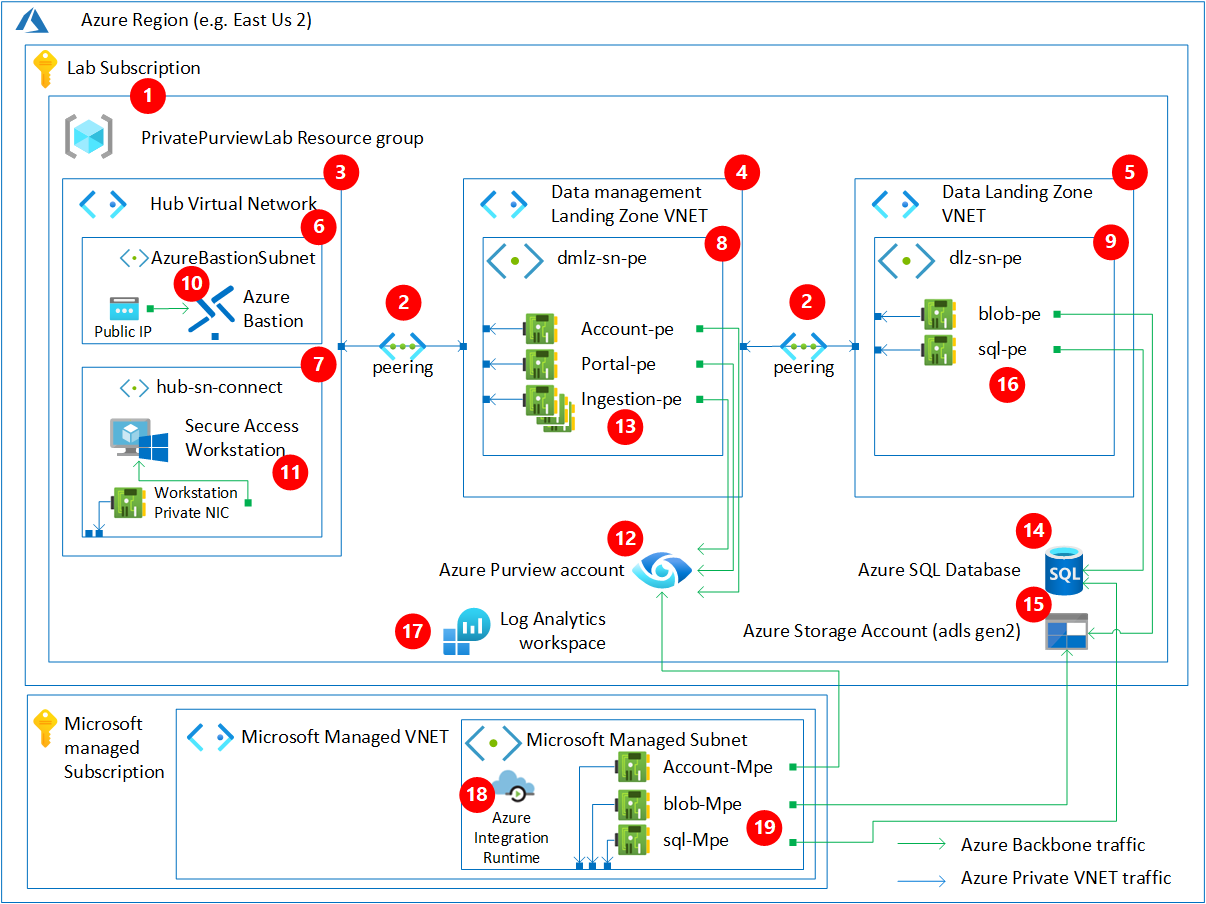 Azure Region (e.g. East Us 2)
Lab Subscription
1
PrivatePurviewLab Resource group
3
Hub Virtual Network
6
AzureBastionSubnet
10
Public IP
Azure
Bastion
7
hub-sn-connect
Secure Access
Workstation
11
Workstation
Private NIC
2
peering
4
Data management
Landing Zone VNET
8
dmlz-sn-pe
Account-pe
Portal-pe
Ingestion-pe
13
2
peering
5
Data Landing Zone
VNET
9
dlz-sn-pe
blob-pe
sql-pe
16
12
Azure Purview account
17
Log Analytics
workspace
14
Azure SQL Database
SQL
15
Azure Storage Account (adls gen2)
Microsoft
managed
Subscription
Microsoft Managed VNET
Microsoft Managed Subnet
18
Azure
Integration
Runtime
Account-Mpe
blob-Mpe
sql-Mpe
19
Azure Backbone traffic
Azure Private VNET traffic